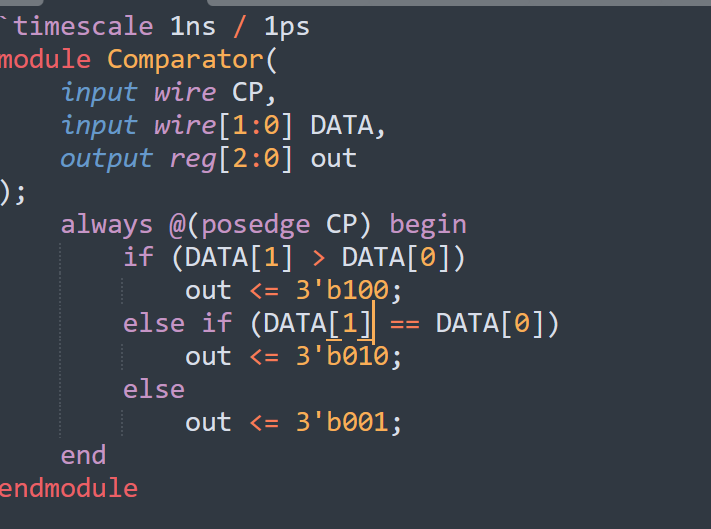 `timescale 1ns / 1ps
module Comparator(
    input wire CP,
    input wire[1:0] DATA,
    output reg[2:0] out
);
    always @(posedge CP) begin
        if (DATA[1] > DATA[0])
            out <= 3'b100;
        else if (DATA[1] == DATA[0])
            out <= 3'b010;
        else
            out <= 3'b001;
    end
endmodule